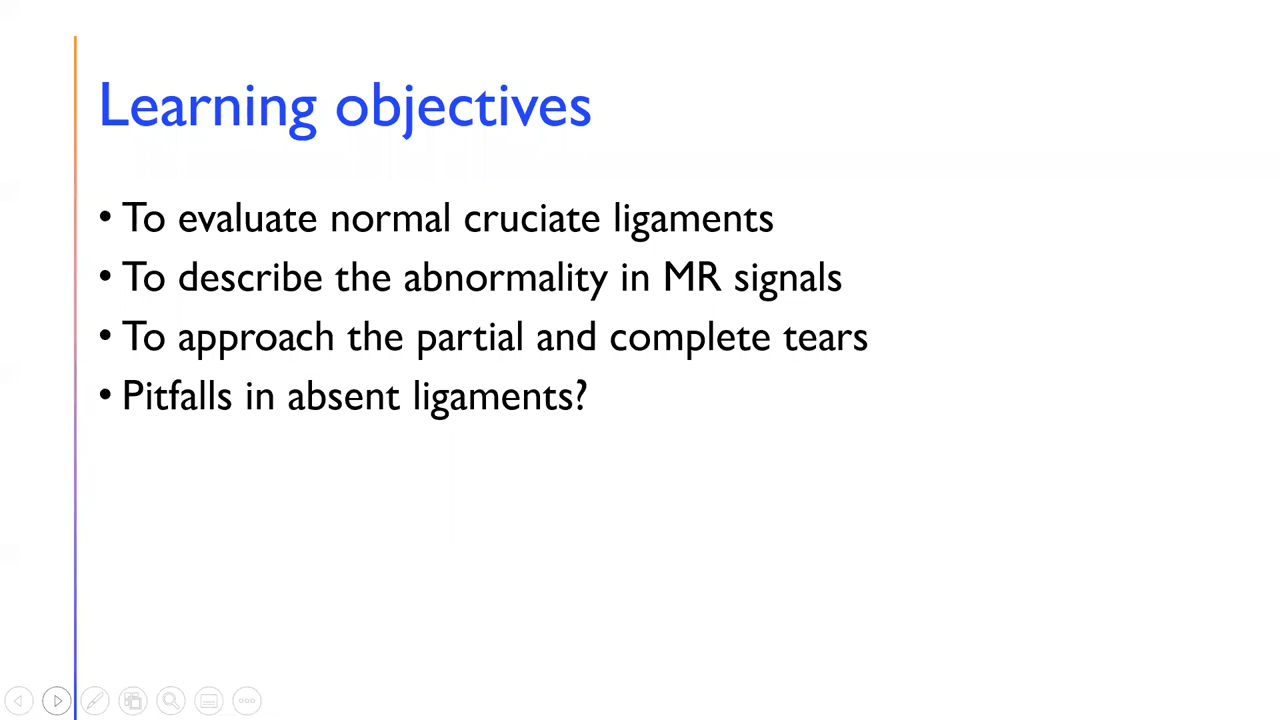 Learning objectives
• To evaluate normal cruciate ligaments
• To describe the abnormality in MR signals
• To approach the partial and complete tears
• Pitfalls in absent ligaments?